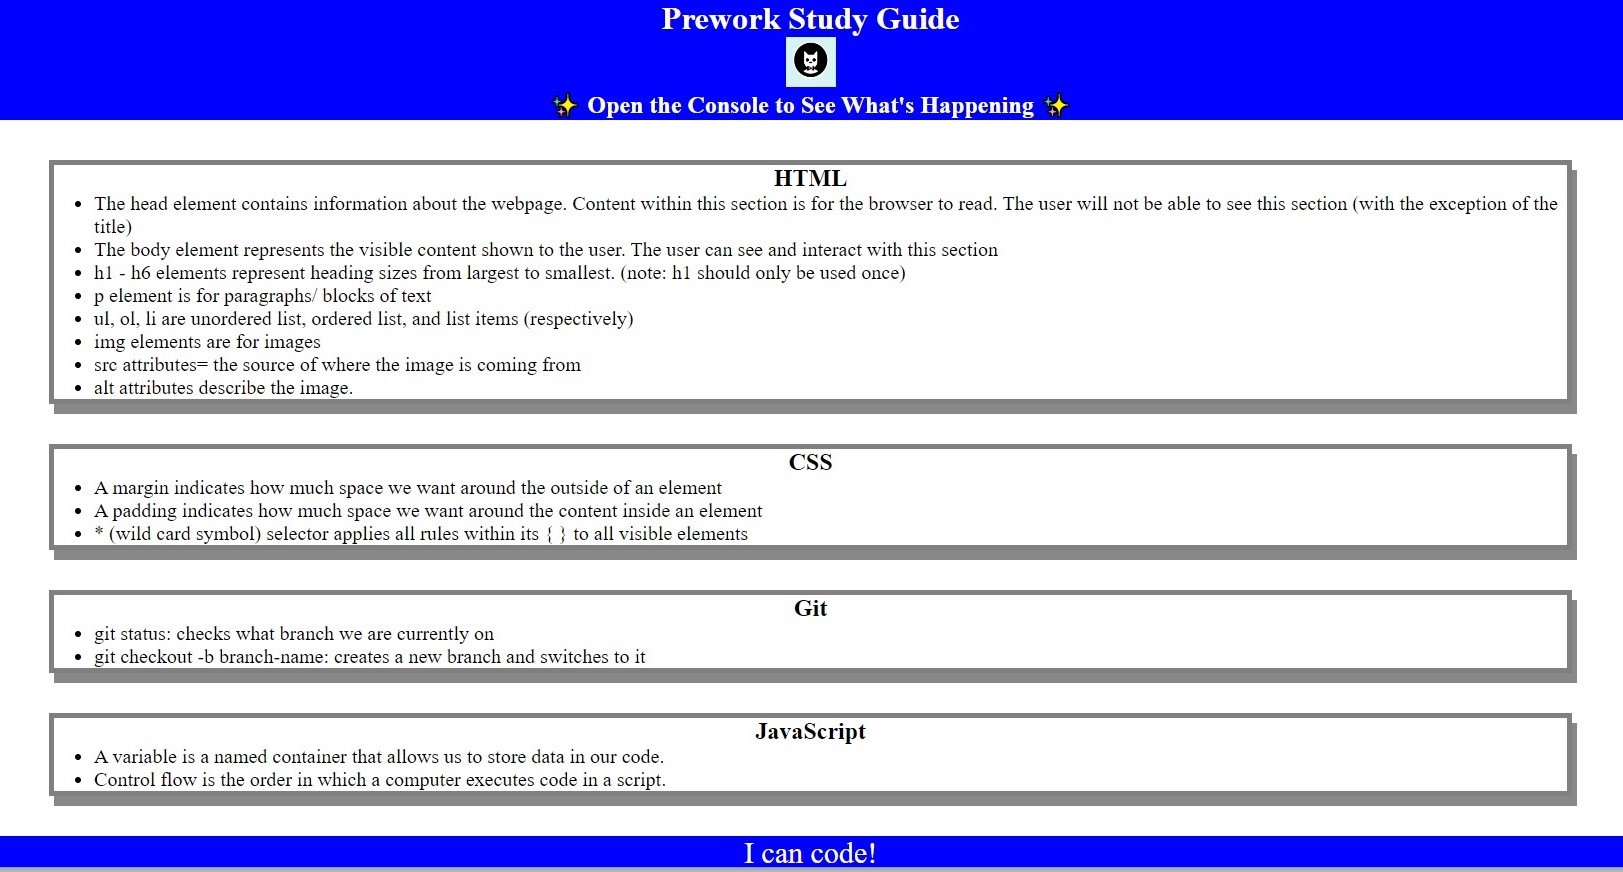 Prework Study Guide
✨ Open the Console to See What's Happening ✨
HTML
• The head element contains information about the webpage. Content within this section is for the browser to read. The user will not be able to see this section (with the exception of the
title)
• The body element represents the visible content shown to the user. The user can see and interact with this section
• h1 - h6 elements represent heading sizes from largest to smallest. (note: h1 should only be used once)
• p element is for paragraphs/ blocks of text
• ul, ol, li are unordered list, ordered list, and list items (respectively)
• img elements are for images
• src attributes= the source of where the image is coming from
• alt attributes describe the image.
CSS
• A margin indicates how much space we want around the outside of an element
• A padding indicates how much space we want around the content inside an element
• * (wild card symbol) selector applies all rules within its { } to all visible elements
Git
• git status: checks what branch we are currently on
• git checkout -b branch-name: creates a new branch and switches to it
JavaScript
• A variable is a named container that allows us to store data in our code.
• Control flow is the order in which a computer executes code in a script.
I can code!